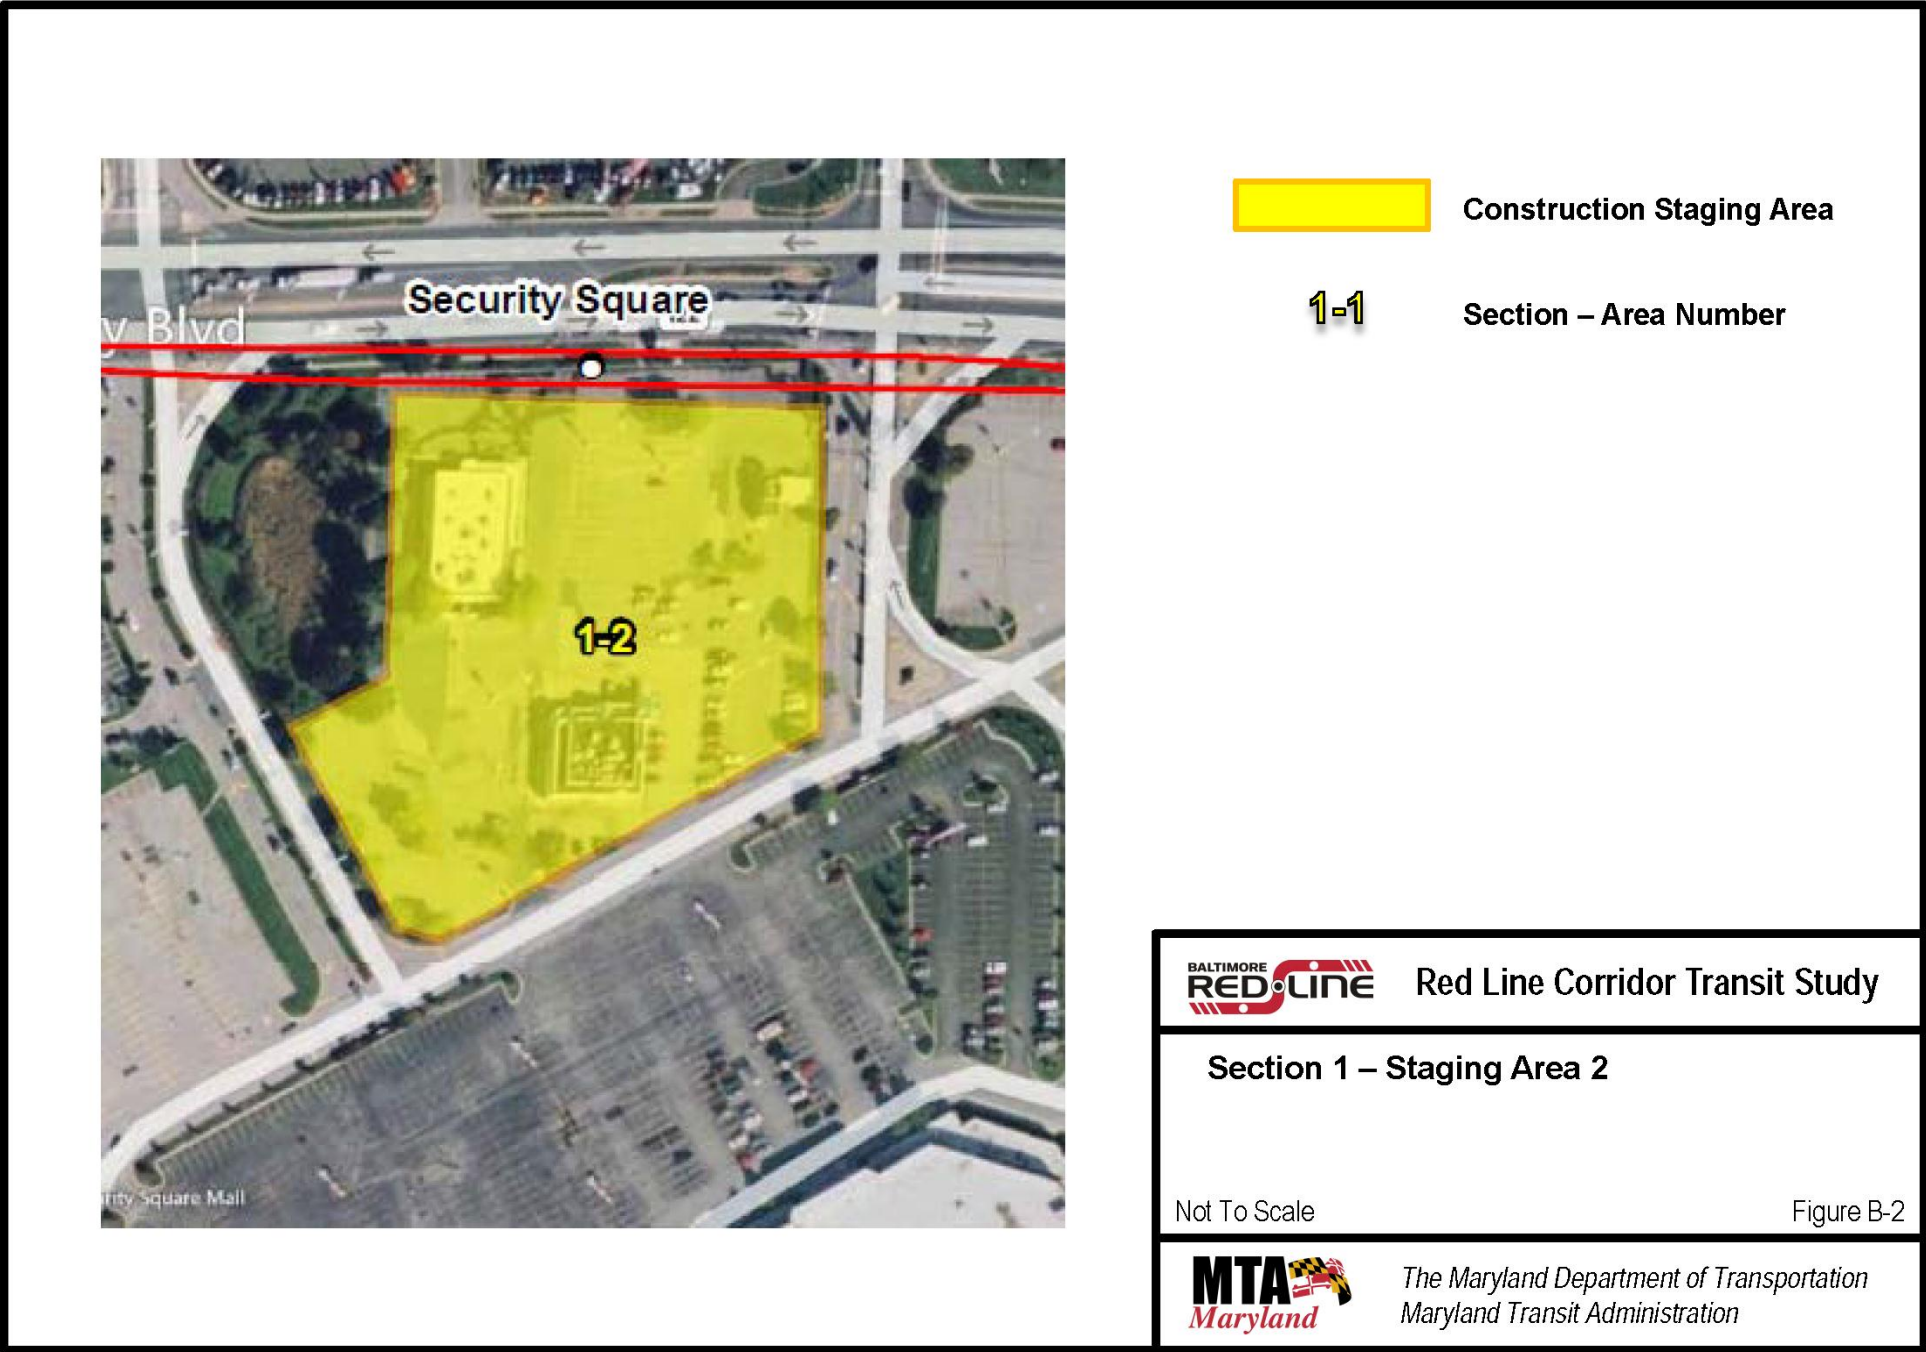 Security Square
y Blvd
1-2
rity Square Mall
Construction Staging Area
1-1
Section – Area Number
BALTIMORE
RED LINE
Red Line Corridor Transit Study
Section 1 – Staging Area 2
Not To Scale
Figure B-2
MTA
Maryland
The Maryland Department of Transportation
Maryland Transit Administration